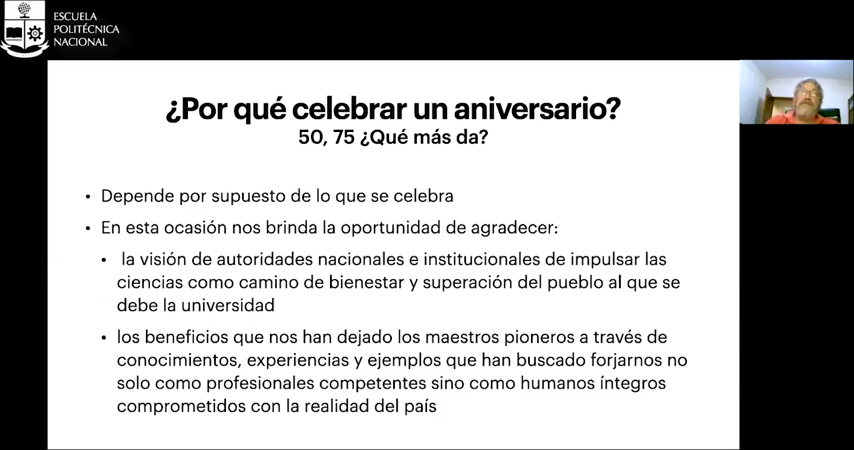 ESCUELA
POLITÉCNICA
NACIONAL
¿Por qué celebrar un aniversario?
50, 75 ¿Qué más da?
• Depende por supuesto de lo que se celebra
• En esta ocasión nos brinda la oportunidad de agradecer:
• la visión de autoridades nacionales e institucionales de impulsar las
ciencias como camino de bienestar y superación del pueblo al que se
debe la universidad
• los beneficios que nos han dejado los maestros pioneros a través de
conocimientos, experiencias y ejemplos que han buscado forjarnos no
solo como profesionales competentes sino como humanos íntegros
comprometidos con la realidad del país